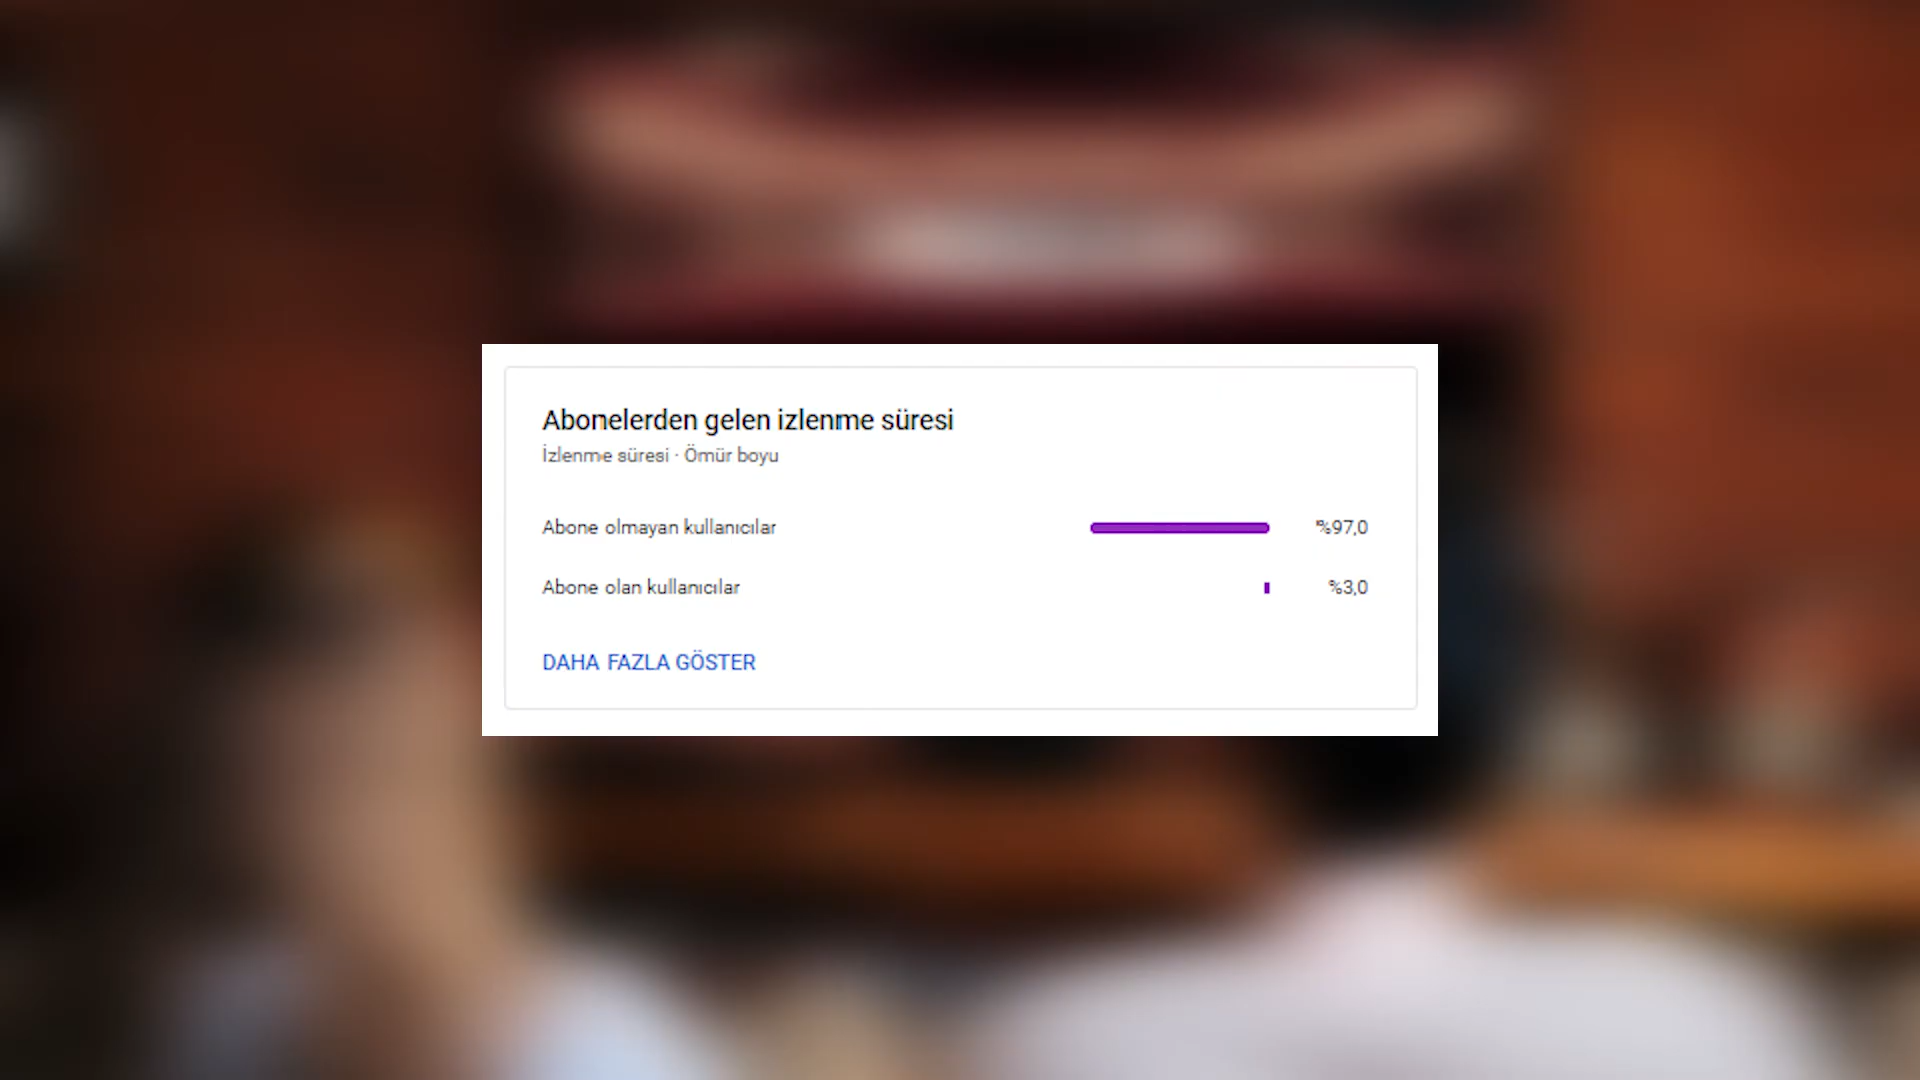 Abonelerden gelen izlenme süresi
İzlenme süresi · Ömür boyu
Abone olmayan kullanıcılar %97,0
Abone olan kullanıcılar %3,0
DAHA FAZLA GÖSTER